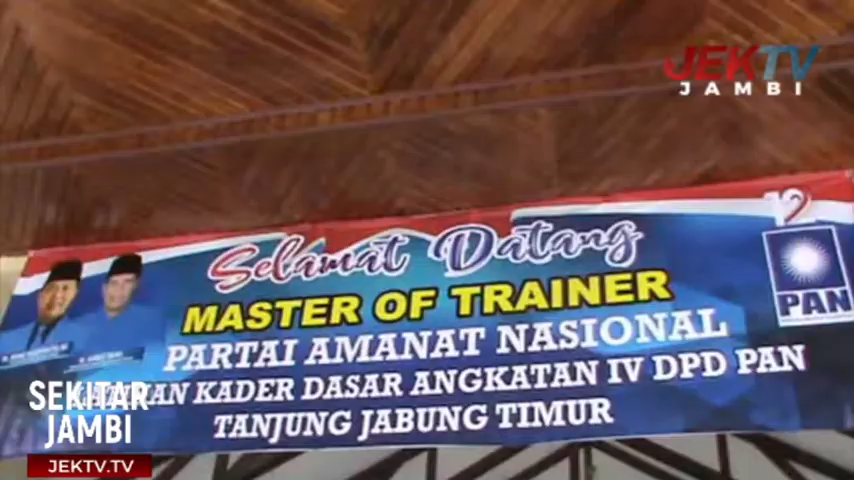 JEKTV
JAMBI
12
Selamat Datang
MASTER OF TRAINER
PARTAI AMANAT NASIONAL
KADER DASAR ANGKATAN IV DPD PAN
TANJUNG JABUNG TIMUR
PAN
SEKITAR
JAMBI
JEKTV.TV